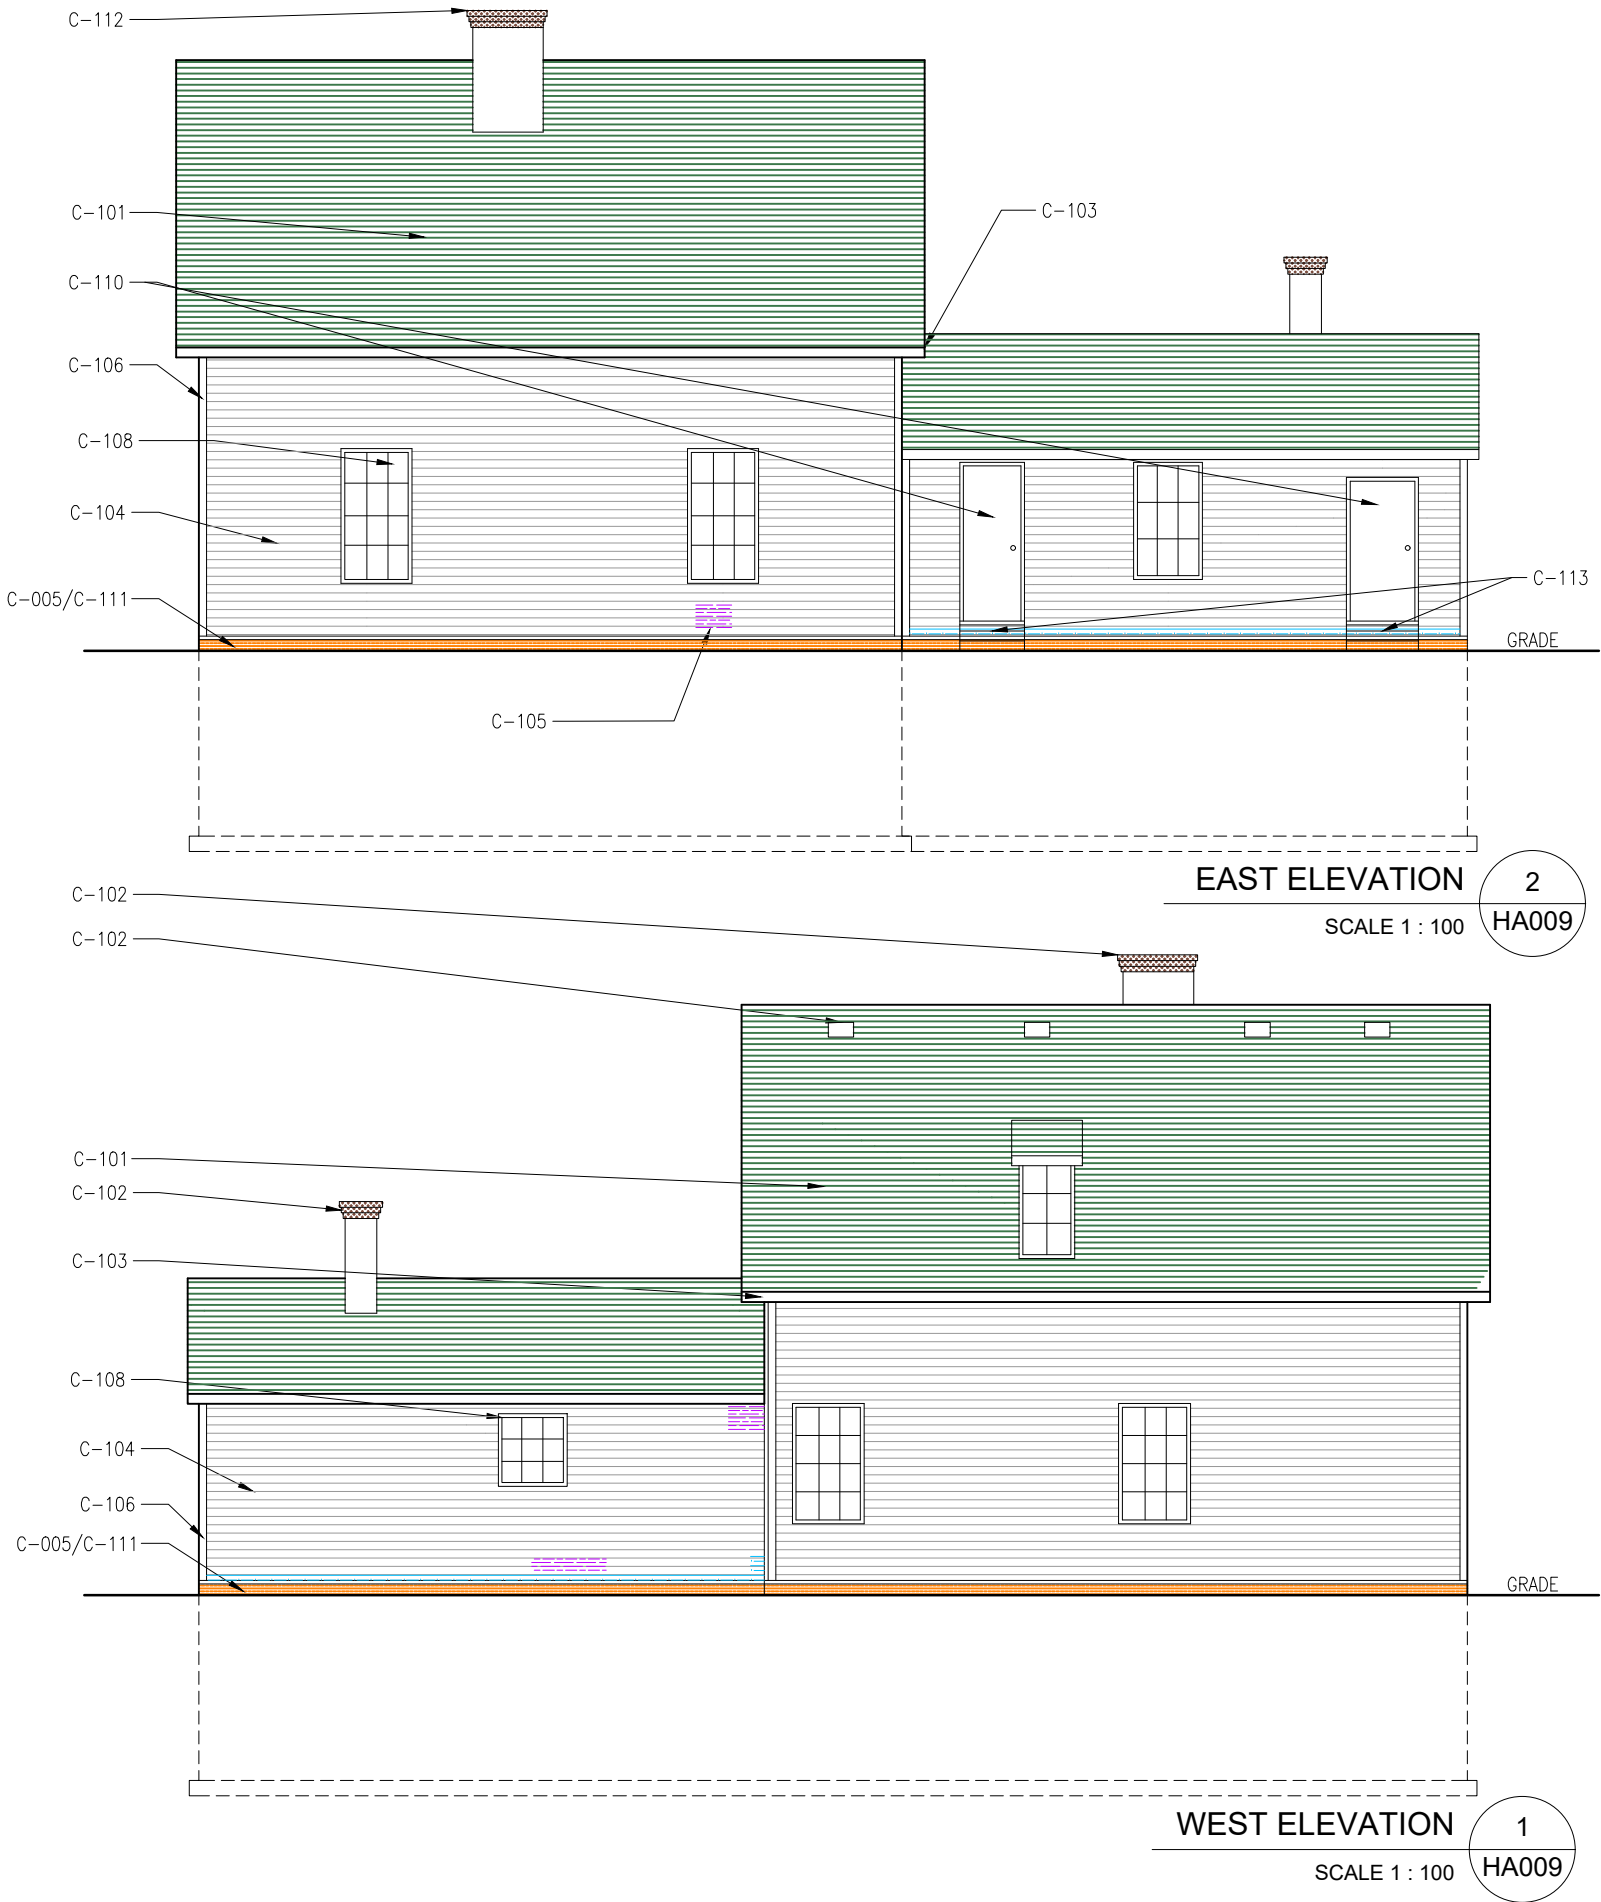 C-112
C-101
C-103
C-110
C-106
C-108
C-104
C-113
C-005/C-111
GRADE
C-105
EAST ELEVATION
2
SCALE 1 : 100
HA009
C-102
C-102
C-101
C-102
C-103
C-108
C-104
C-106
C-005/C-111
GRADE
WEST ELEVATION
1
SCALE 1 : 100
HA009